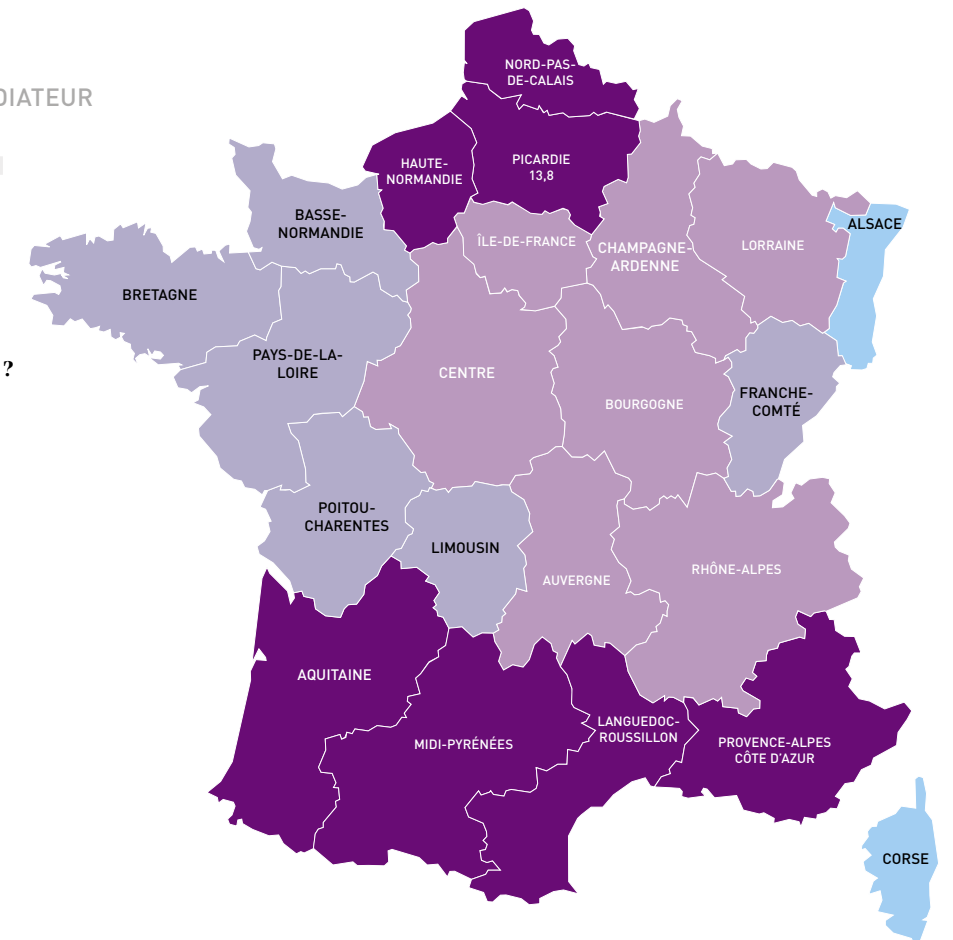 DIATEUR
?
NORD-PAS-
DE-CALAIS
HAUTE-
NORMANDIE
PICARDIE
13,8
BASSE-
NORMANDIE
ÎLE-DE-FRANCE
CHAMPAGNE-
ARDENNE
LORRAINE
ALSACE
BRETAGNE
PAYS-DE-LA-
LOIRE
CENTRE
BOURGOGNE
FRANCHE-
COMTÉ
POITOU-
CHARENTES
LIMOUSIN
AUVERGNE
RHÔNE-ALPES
AQUITAINE
MIDI-PYRÉNÉES
LANGUEDOC-
ROUSSILLON
PROVENCE-ALPES
CÔTE D'AZUR
CORSE